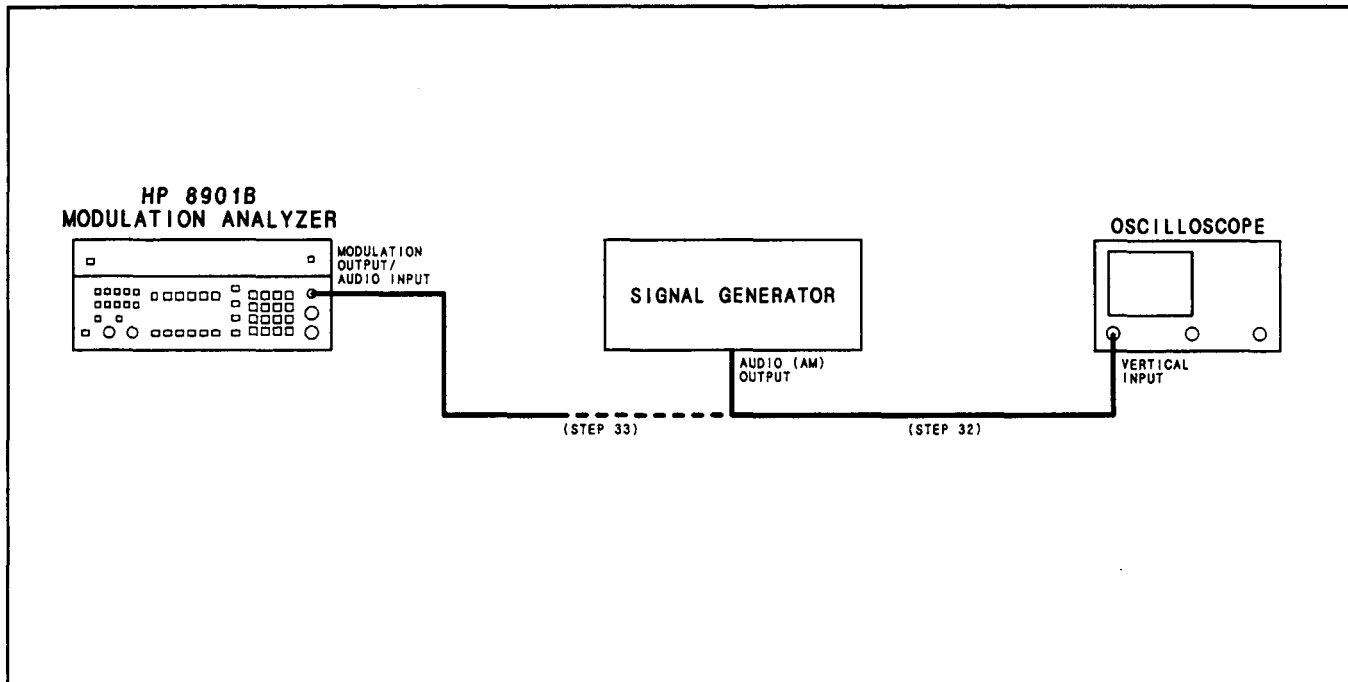 HP 8901B
MODULATION ANALYZER
MODULATION
OUTPUT/
AUDIO INPUT
SIGNAL GENERATOR
AUDIO (AM)
OUTPUT
OSCILLOSCOPE
VERTICAL
INPUT
(STEP 33)
(STEP 32)